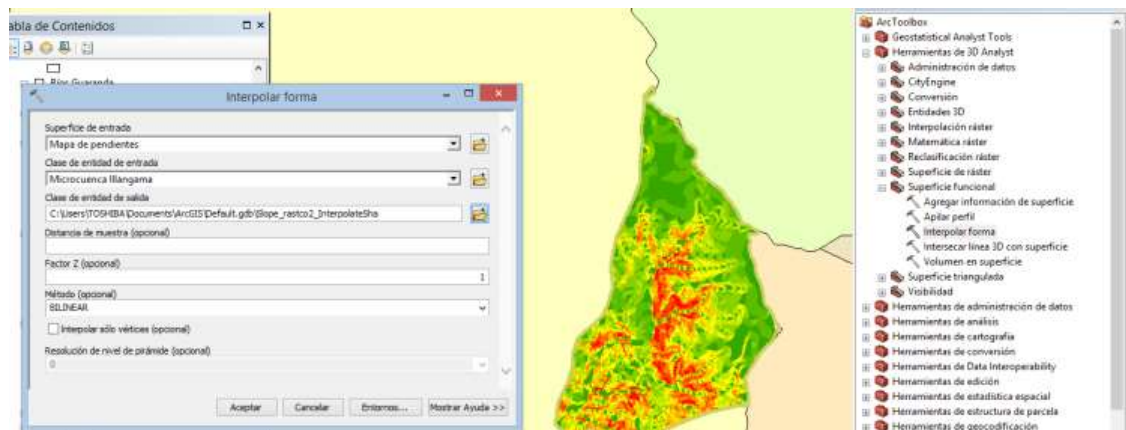 abla de Contenidos
Ríos Guaranda
Interpolar forma
Superficie de entrada
Mapa de pendientes
Clase de entidad de entrada
Microcuenca Illangama
Clase de entidad de salida
C:\Users\TOSHIBA\Documents\ArcGIS\Default.gdb\Slope_rastco2_InterpolateSha
Distancia de muestra (opcional)
Factor Z (opcional)
1
Método (opcional)
BILINEAR
Interpolar sólo vértices (opcional)
Resolución de nivel de pirámide (opcional)
0
Aceptar
Cancelar
Entornos...
Mostrar Ayuda >>
ArcToolbox
Geostatistical Analyst Tools
Herramientas de 3D Analyst
Administración de datos
CityEngine
Conversión
Entidades 3D
Interpolación ráster
Matemática ráster
Reclasificación ráster
Superficie de ráster
Superficie funcional
Agregar información de superficie
Apilar perfil
Interpolar forma
Intersecar línea 3D con superficie
Volumen en superficie
Superficie triangulada
Visibilidad
Herramientas de administración de datos
Herramientas de análisis
Herramientas de cartografía
Herramientas de conversión
Herramientas de Data Interoperability
Herramientas de edición
Herramientas de estadística espacial
Herramientas de estructura de parcela
Herramientas de geocodificación